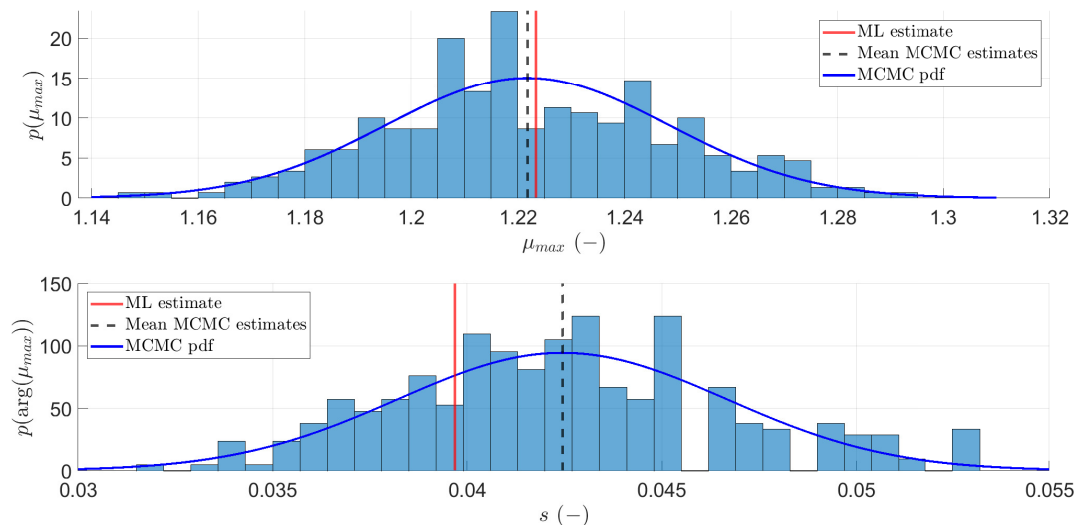 20
15
10
5
0
p(μmax)
ML estimate
Mean MCMC estimates
MCMC pdf
1.14 1.16 1.18 1.2 1.22 1.24 1.26 1.28 1.3 1.32
μmax (−)
150
100
50
0
p(arg(μmax))
ML estimate
Mean MCMC estimates
MCMC pdf
0.03 0.035 0.04 0.045 0.05 0.055
s (−)